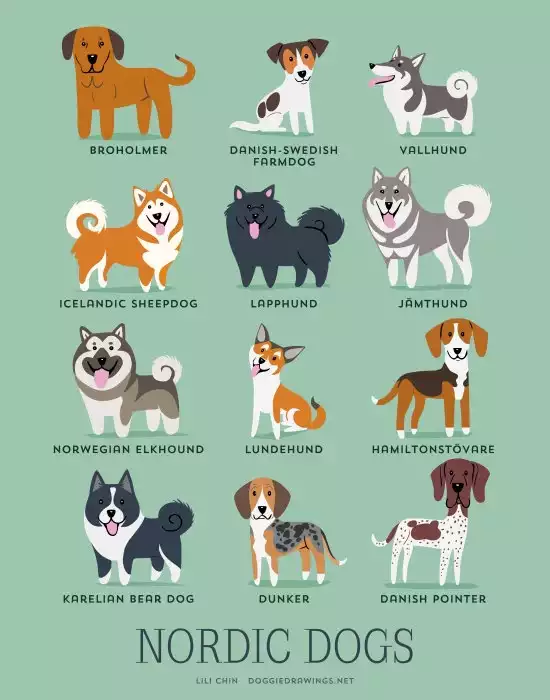 BROHOLMER
DANISH-SWEDISH
FARMDOG
VALLHUND
ICELANDIC SHEEPDOG
LAPPHUND
JÄMTHUND
NORWEGIAN ELKHOUND
LUNDEHUND
HAMILTONSTÖVARE
KARELIAN BEAR DOG
DUNKER
DANISH POINTER
NORDIC DOGS
LILI CHIN DOGGIEDRAWINGS.NET